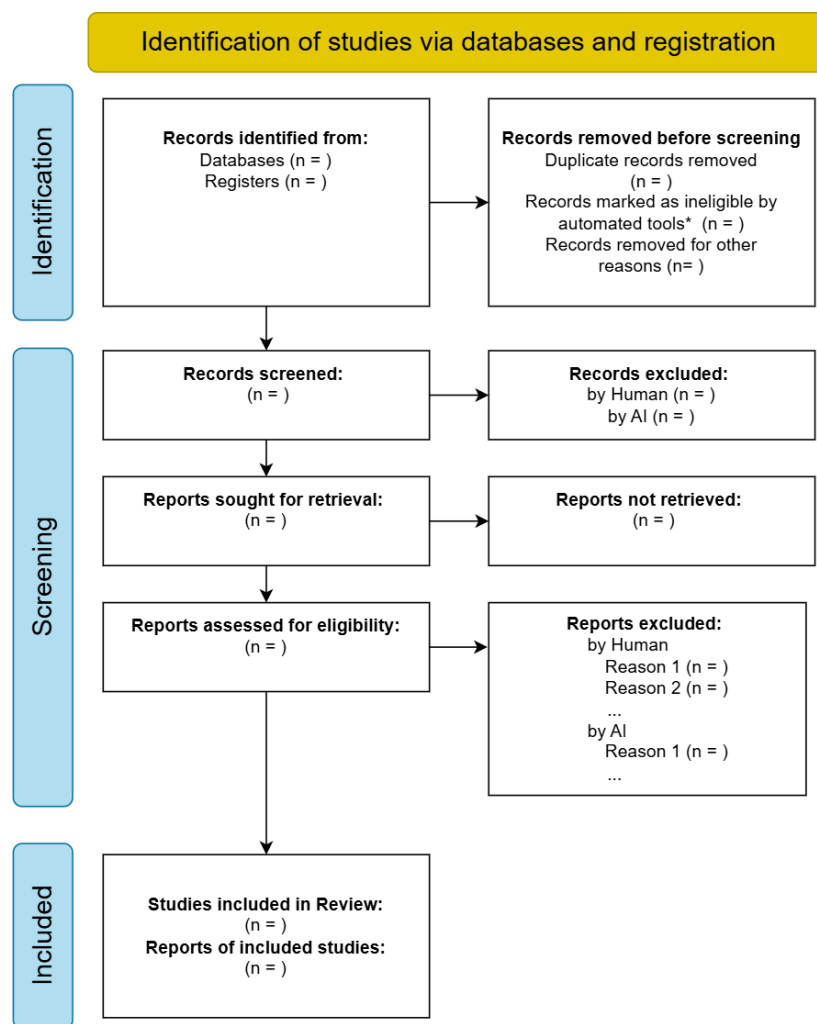 Identification of studies via databases and registration
Identification
Records identified from:
Databases (n = )
Registers (n = )
Records removed before screening
Duplicate records removed
(n = )
Records marked as ineligible by
automated tools* (n = )
Records removed for other
reasons (n= )
Screening
Records screened:
(n = )
Records excluded:
by Human (n = )
by AI (n = )
Reports sought for retrieval:
(n = )
Reports not retrieved:
(n = )
Reports assessed for eligibility:
(n = )
Reports excluded:
by Human
Reason 1 (n = )
Reason 2 (n = )
...
by AI
Reason 1 (n = )
...
Included
Studies included in Review:
(n = )
Reports of included studies:
(n = )